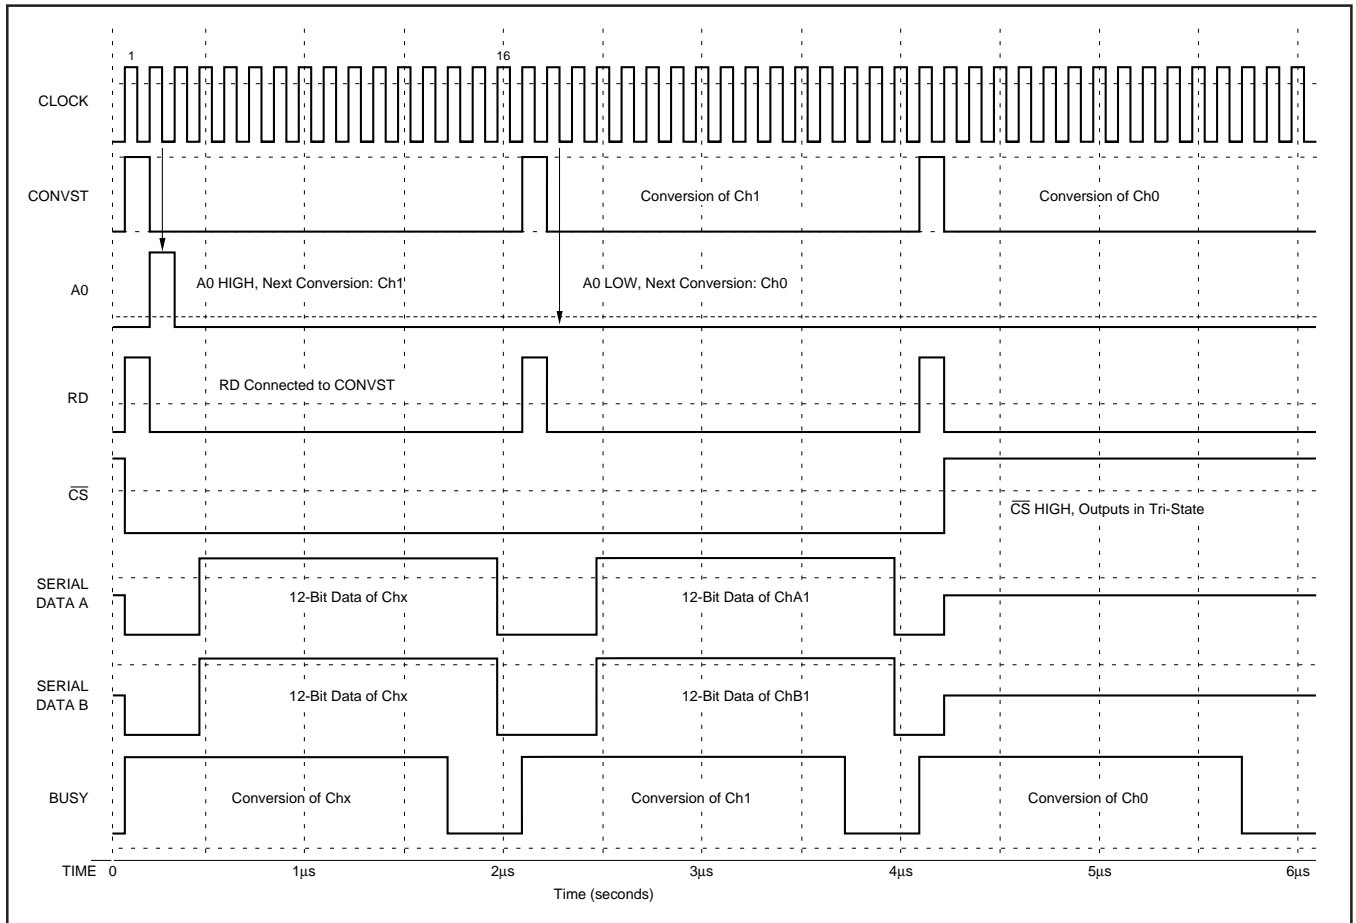 1
16
CLOCK
CONVST
Conversion of Ch1
Conversion of Ch0
A0
A0 HIGH, Next Conversion: Ch1
A0 LOW, Next Conversion: Ch0
RD
RD Connected to CONVST
CS
CS HIGH, Outputs in Tri-State
SERIAL
DATA A
12-Bit Data of Chx
12-Bit Data of ChA1
SERIAL
DATA B
12-Bit Data of Chx
12-Bit Data of ChB1
BUSY
Conversion of Chx
Conversion of Ch1
Conversion of Ch0
TIME
0
1µs
2µs
3µs
4µs
5µs
6µs
Time (seconds)